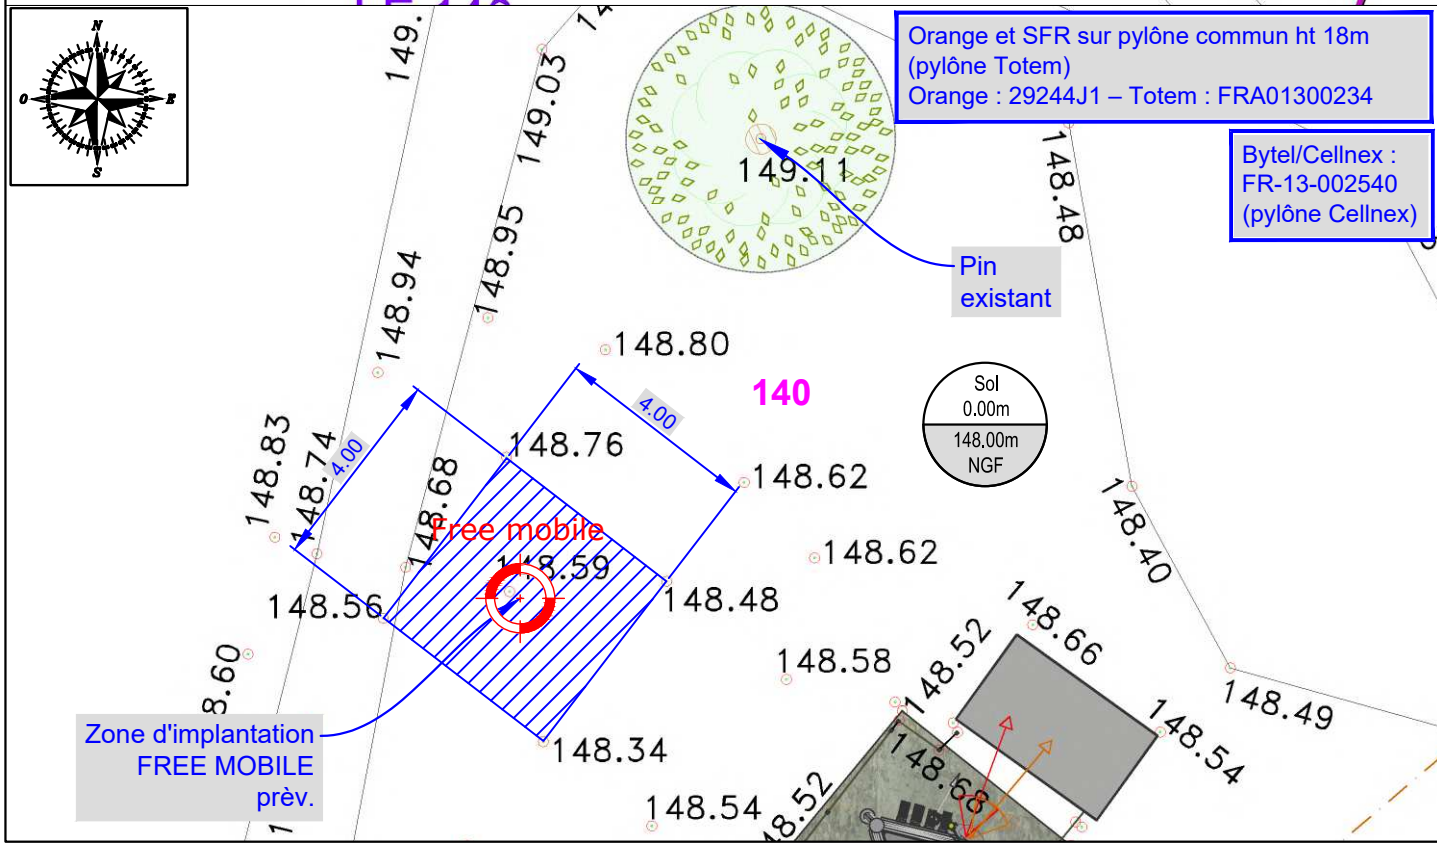 N
O
E
S
149.
149.03
14
Orange et SFR sur pylône commun ht 18m
(pylône Totem)
Orange : 29244J1 – Totem : FRA01300234
Bytel/Cellnex :
FR-13-002540
(pylône Cellnex)
149.11
148.48
148.95
148.94
Pin
existant
148.80
140
Sol
0.00m
148.00m
NGF
4.00
4.00
148.76
148.62
148.83
148.74
148.68
Free mobile
148.59
148.62
148.40
148.56
148.48
148.66
148.52
148.58
8.60
148.49
148.54
148.68
Zone d'implantation
FREE MOBILE
prèv.
148.34
148.54
48.52
1